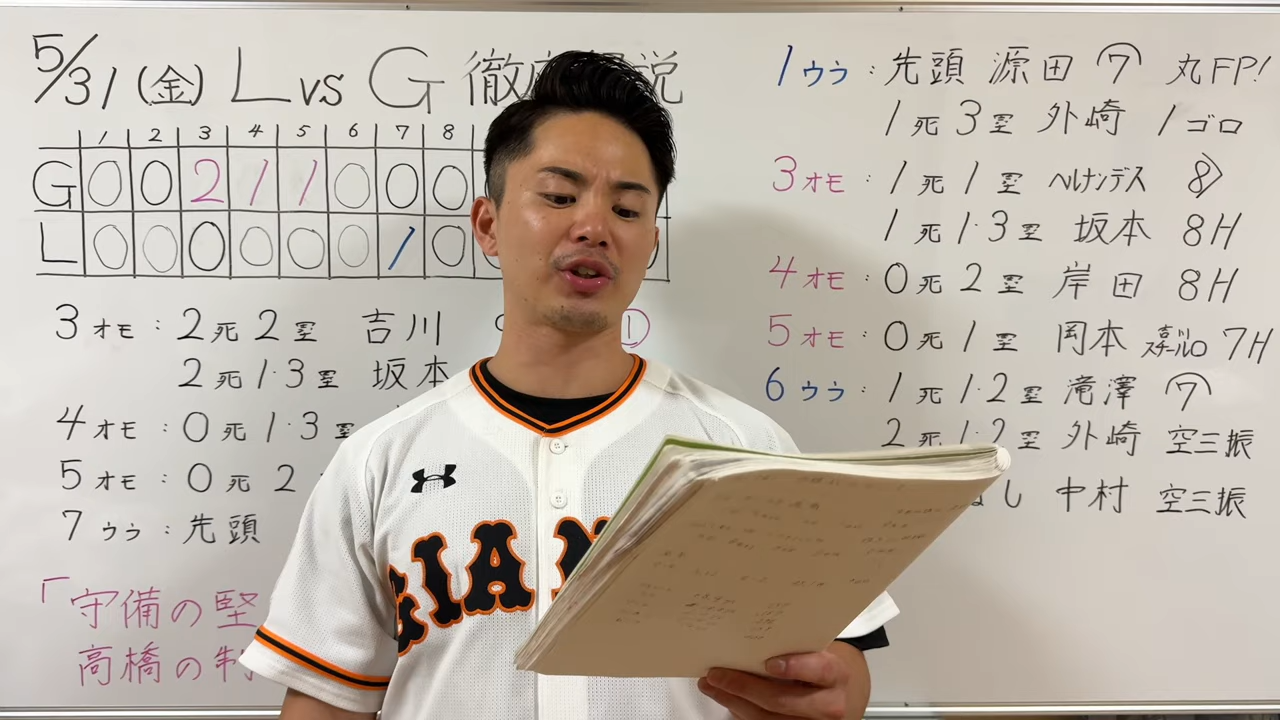 5/31(金) L vs G 徹底解説
1 2 3 4 5 6 7 8
G 0 0 2 1 1 0 0 0
L 0 0 0 0 0 0 1 0
3オモ:2死2塁 吉川
①
2死1・3塁 坂本
4オモ:0死1・3塁
5オモ:0死2
7ウラ:先頭
「守備の堅
高橋の制
1ウラ:先頭 源田 7 丸FP!
1死3塁 外崎 1ゴロ
3オモ:1死1塁 ヘルナンデス 8>
1死1・3塁 坂本 8H
4オモ:0死2塁 岸田 8H
5オモ:0死1塁 岡本 7H
6ウラ:1死1・2塁 滝澤 7
2死1・2塁 外崎 空三振
し 中村 空三振
GIAN